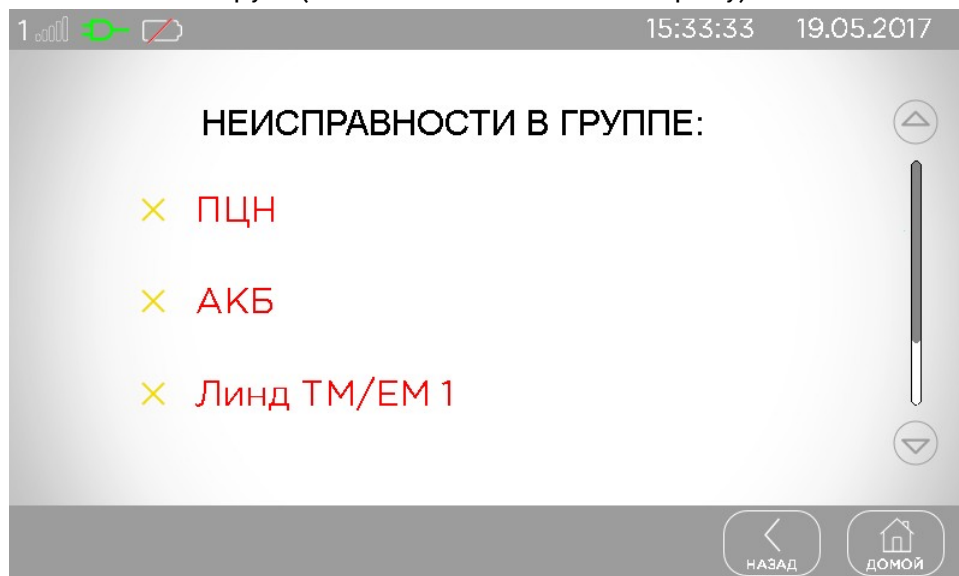 1 15:33:33 19.05.2017
НЕИСПРАВНОСТИ В ГРУППЕ:
ПЦН
АКБ
Линд ТМ/ЕМ 1
НАЗАД ДОМОЙ